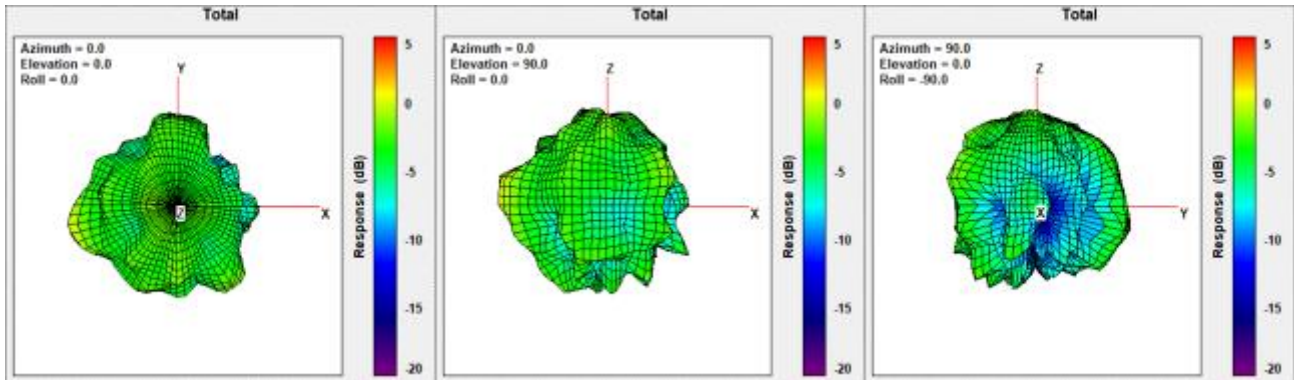 Total
Azimuth = 0.0
Elevation = 0.0
Roll = 0.0
Y
Z
X
5
0
-5
-10
-15
-20
Response (dB)
Total
Azimuth = 0.0
Elevation = 90.0
Roll = 0.0
Z
X
5
0
-5
-10
-15
-20
Response (dB)
Total
Azimuth = 90.0
Elevation = 0.0
Roll = -90.0
Z
X
Y
5
0
-5
-10
-15
-20
Response (dB)